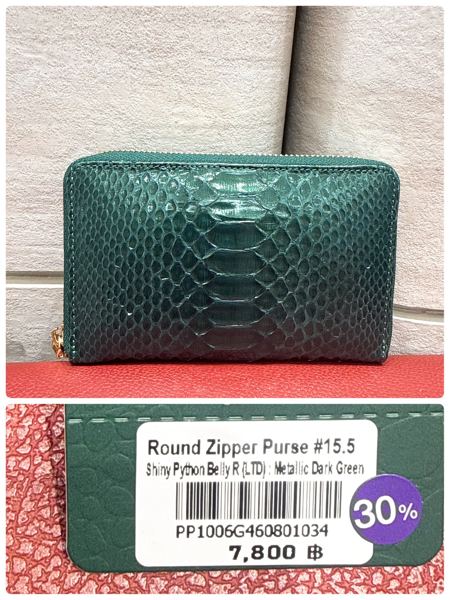 Round Zipper Purse #15.5
Shiny Python Belly R (LTD) : Metallic Dark Green
PP1006G460801034
7,800 ฿
30%